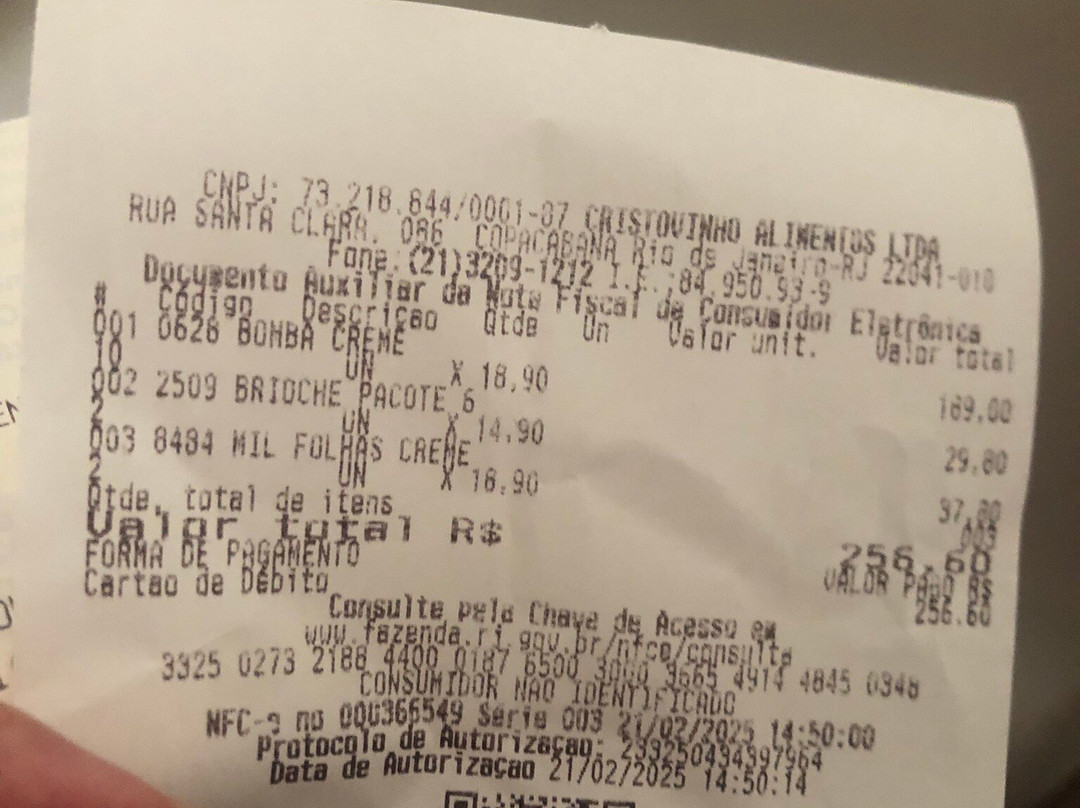 CNPJ: 73.218.844/0001-87 CRISTOVINHO ALIMENTOS LTDA
RUA SANTA CLARA, 086 COPACABANA Rio de Janeiro-RJ 22041-010
Fone:(21)3209-1212 I.E.:84.950.93-9
Documento Auxiliar da Nota Fiscal de Consumidor Eletrônica
# Código Descriçao Qtde Un Valor unit. Valor total
001 0628 BOMBA CREME
10 UN X 18,90 189.00
002 2509 BRIOCHE PACOTE 6
2 UN X 14.90 29.80
003 8484 MIL FOLHAS CREME
2 UN X 18.90 37.80
Qtde. total de itens 003
Valor total R$ 256.60
FORMA DE PAGAMENTO VALOR PAGO R$
Cartao de Débito 256.60
Consulte pela Chave de Acesso em
www.fazenda.rj.gov.br/nfce/consulta
3325 0273 2188 4400 0187 6500 3000 3665 4914 4845 0348
CONSUMIDOR NAO IDENTIFICADO
NFC-e no 000366549 Serie 003 21/02/2025 14:50:00
Protocolo de Autorizaçao: 233250434397964
Data de Autorizaçao 21/02/2025 14:50:14